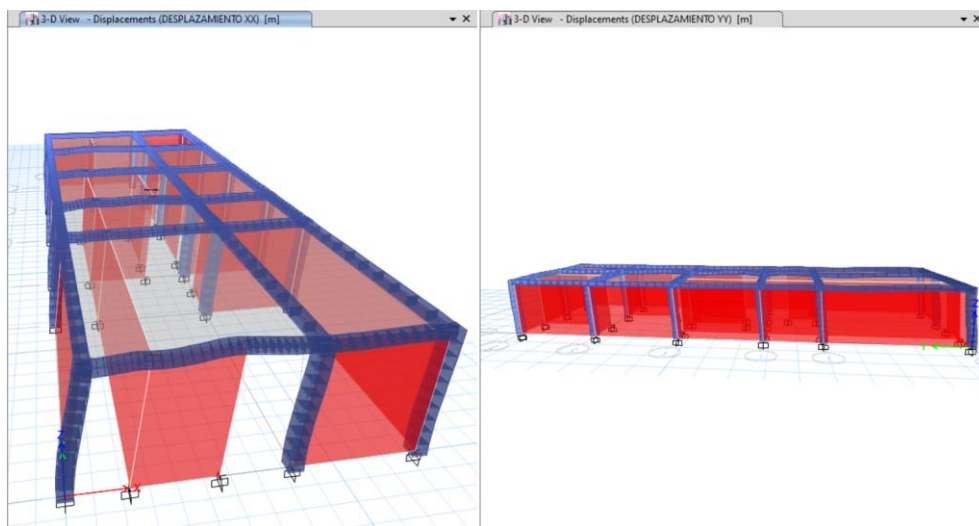 3-D View - Displacements (DESPLAZAMIENTO XX) [m]
3-D View - Displacements (DESPLAZAMIENTO YY) [m]
Z
X
Z